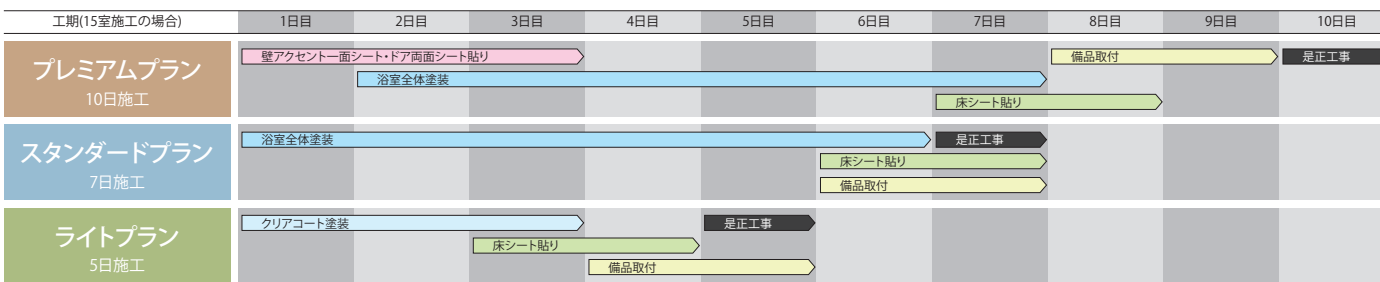 工期(15室施工の場合) 1日目 2日目 3日目 4日目 5日目 6日目 7日目 8日目 9日目 10日目
プレミアムプラン
10日施工
壁アクセント一面シート・ドア両面シート貼り 備品取付 是正工事
浴室全体塗装
床シート貼り
スタンダードプラン
7日施工
浴室全体塗装 是正工事
床シート貼り
備品取付
ライトプラン
5日施工
クリアコート塗装 是正工事
床シート貼り
備品取付